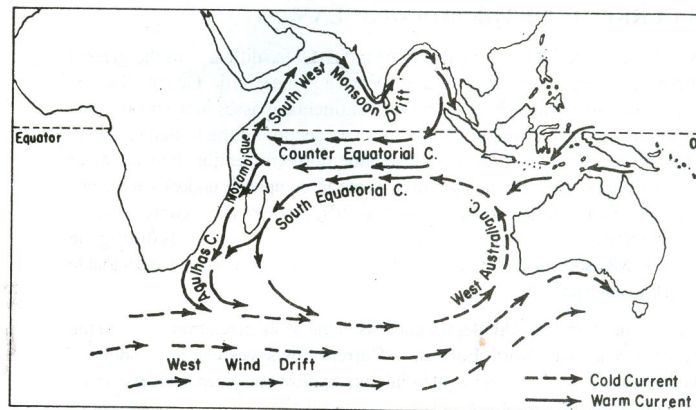 South West Monsoon Drift
Equator
0
Counter Equatorial C.
Mozambique
South Equatorial C.
Agulhas C.
West Australian C.
West Wind Drift
Cold Current
Warm Current